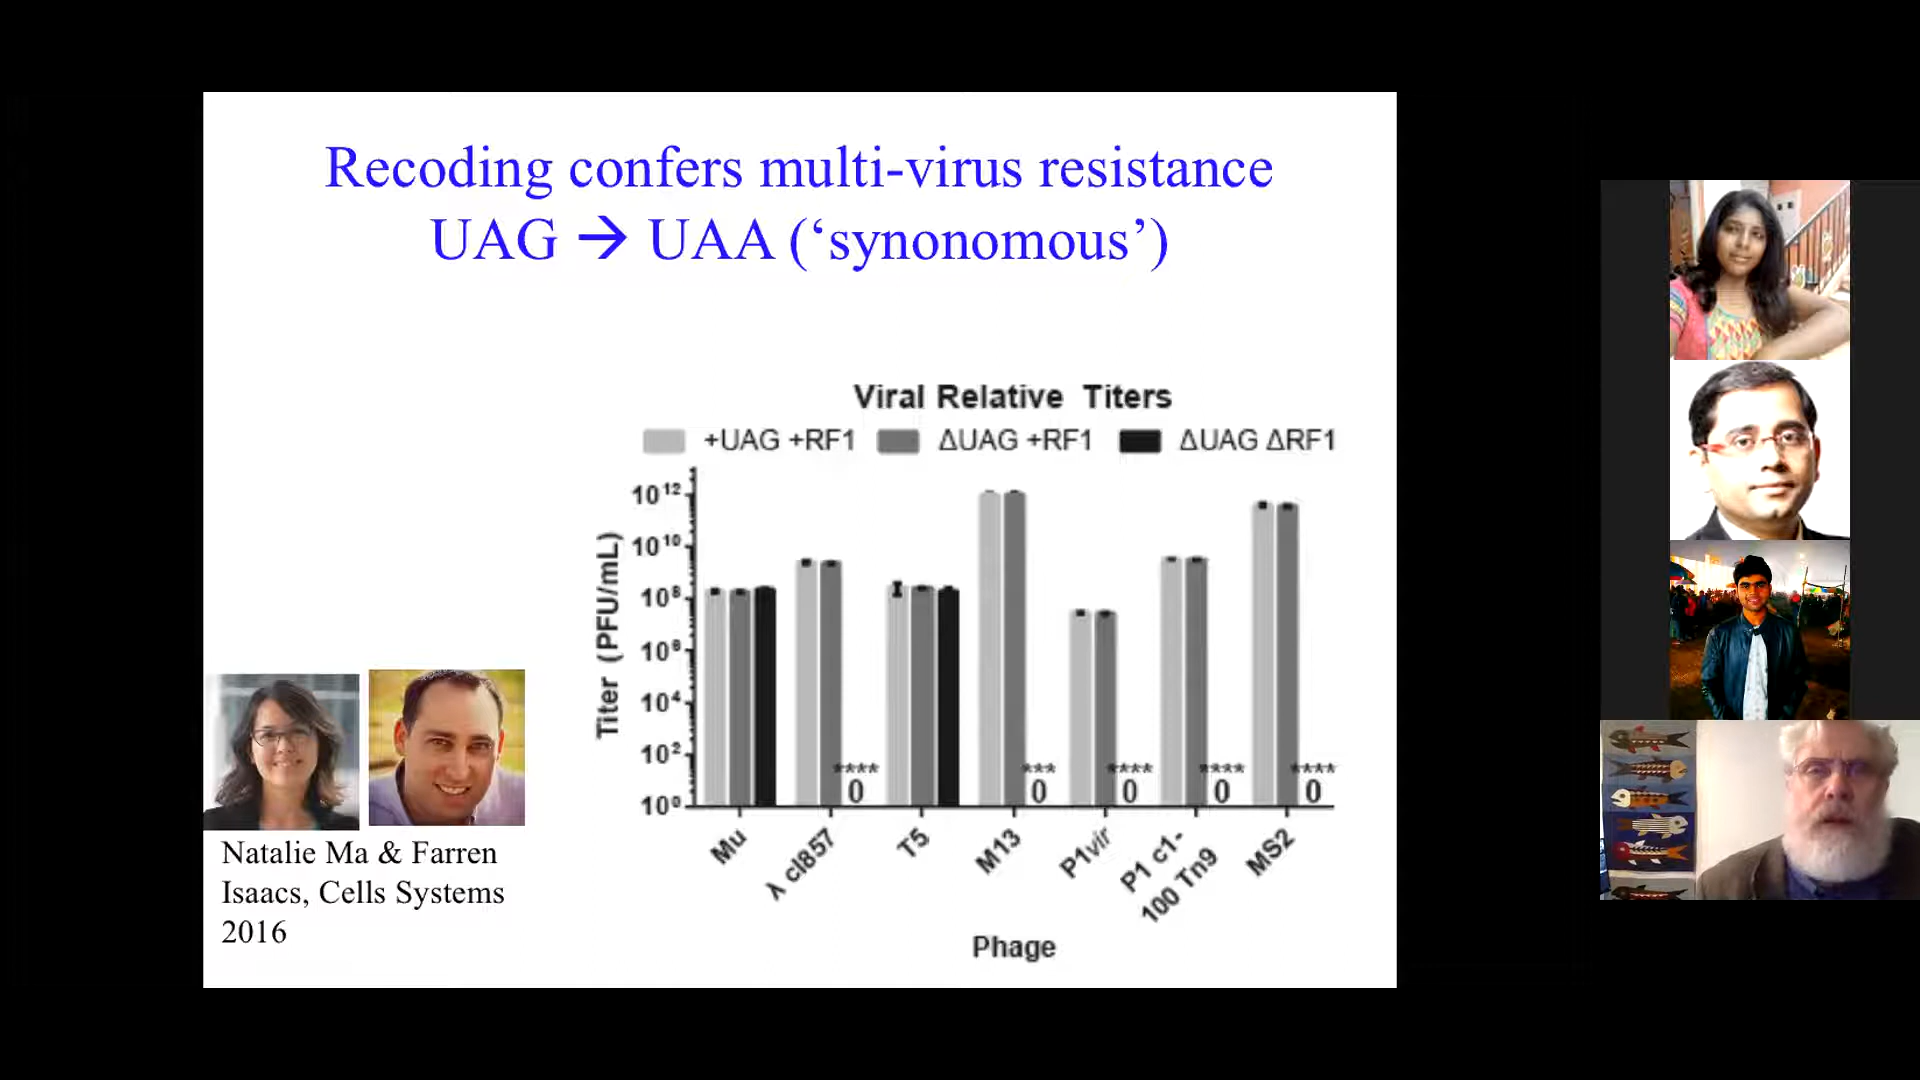 Recoding confers multi-virus resistance
UAG → UAA (‘synonomous’)
Viral Relative Titers
+UAG +RF1 ΔUAG +RF1 ΔUAG ΔRF1
Titer (PFU/mL)
10¹²
10¹⁰
10⁸
10⁶
10⁴
10²
10⁰
**** *** **** **** ****
0 0 0 0 0
Mu
λ cI857
T5
M13
P1vir
P1 c1-
100 Tn9
MS2
Phage
Natalie Ma & Farren
Isaacs, Cells Systems
2016